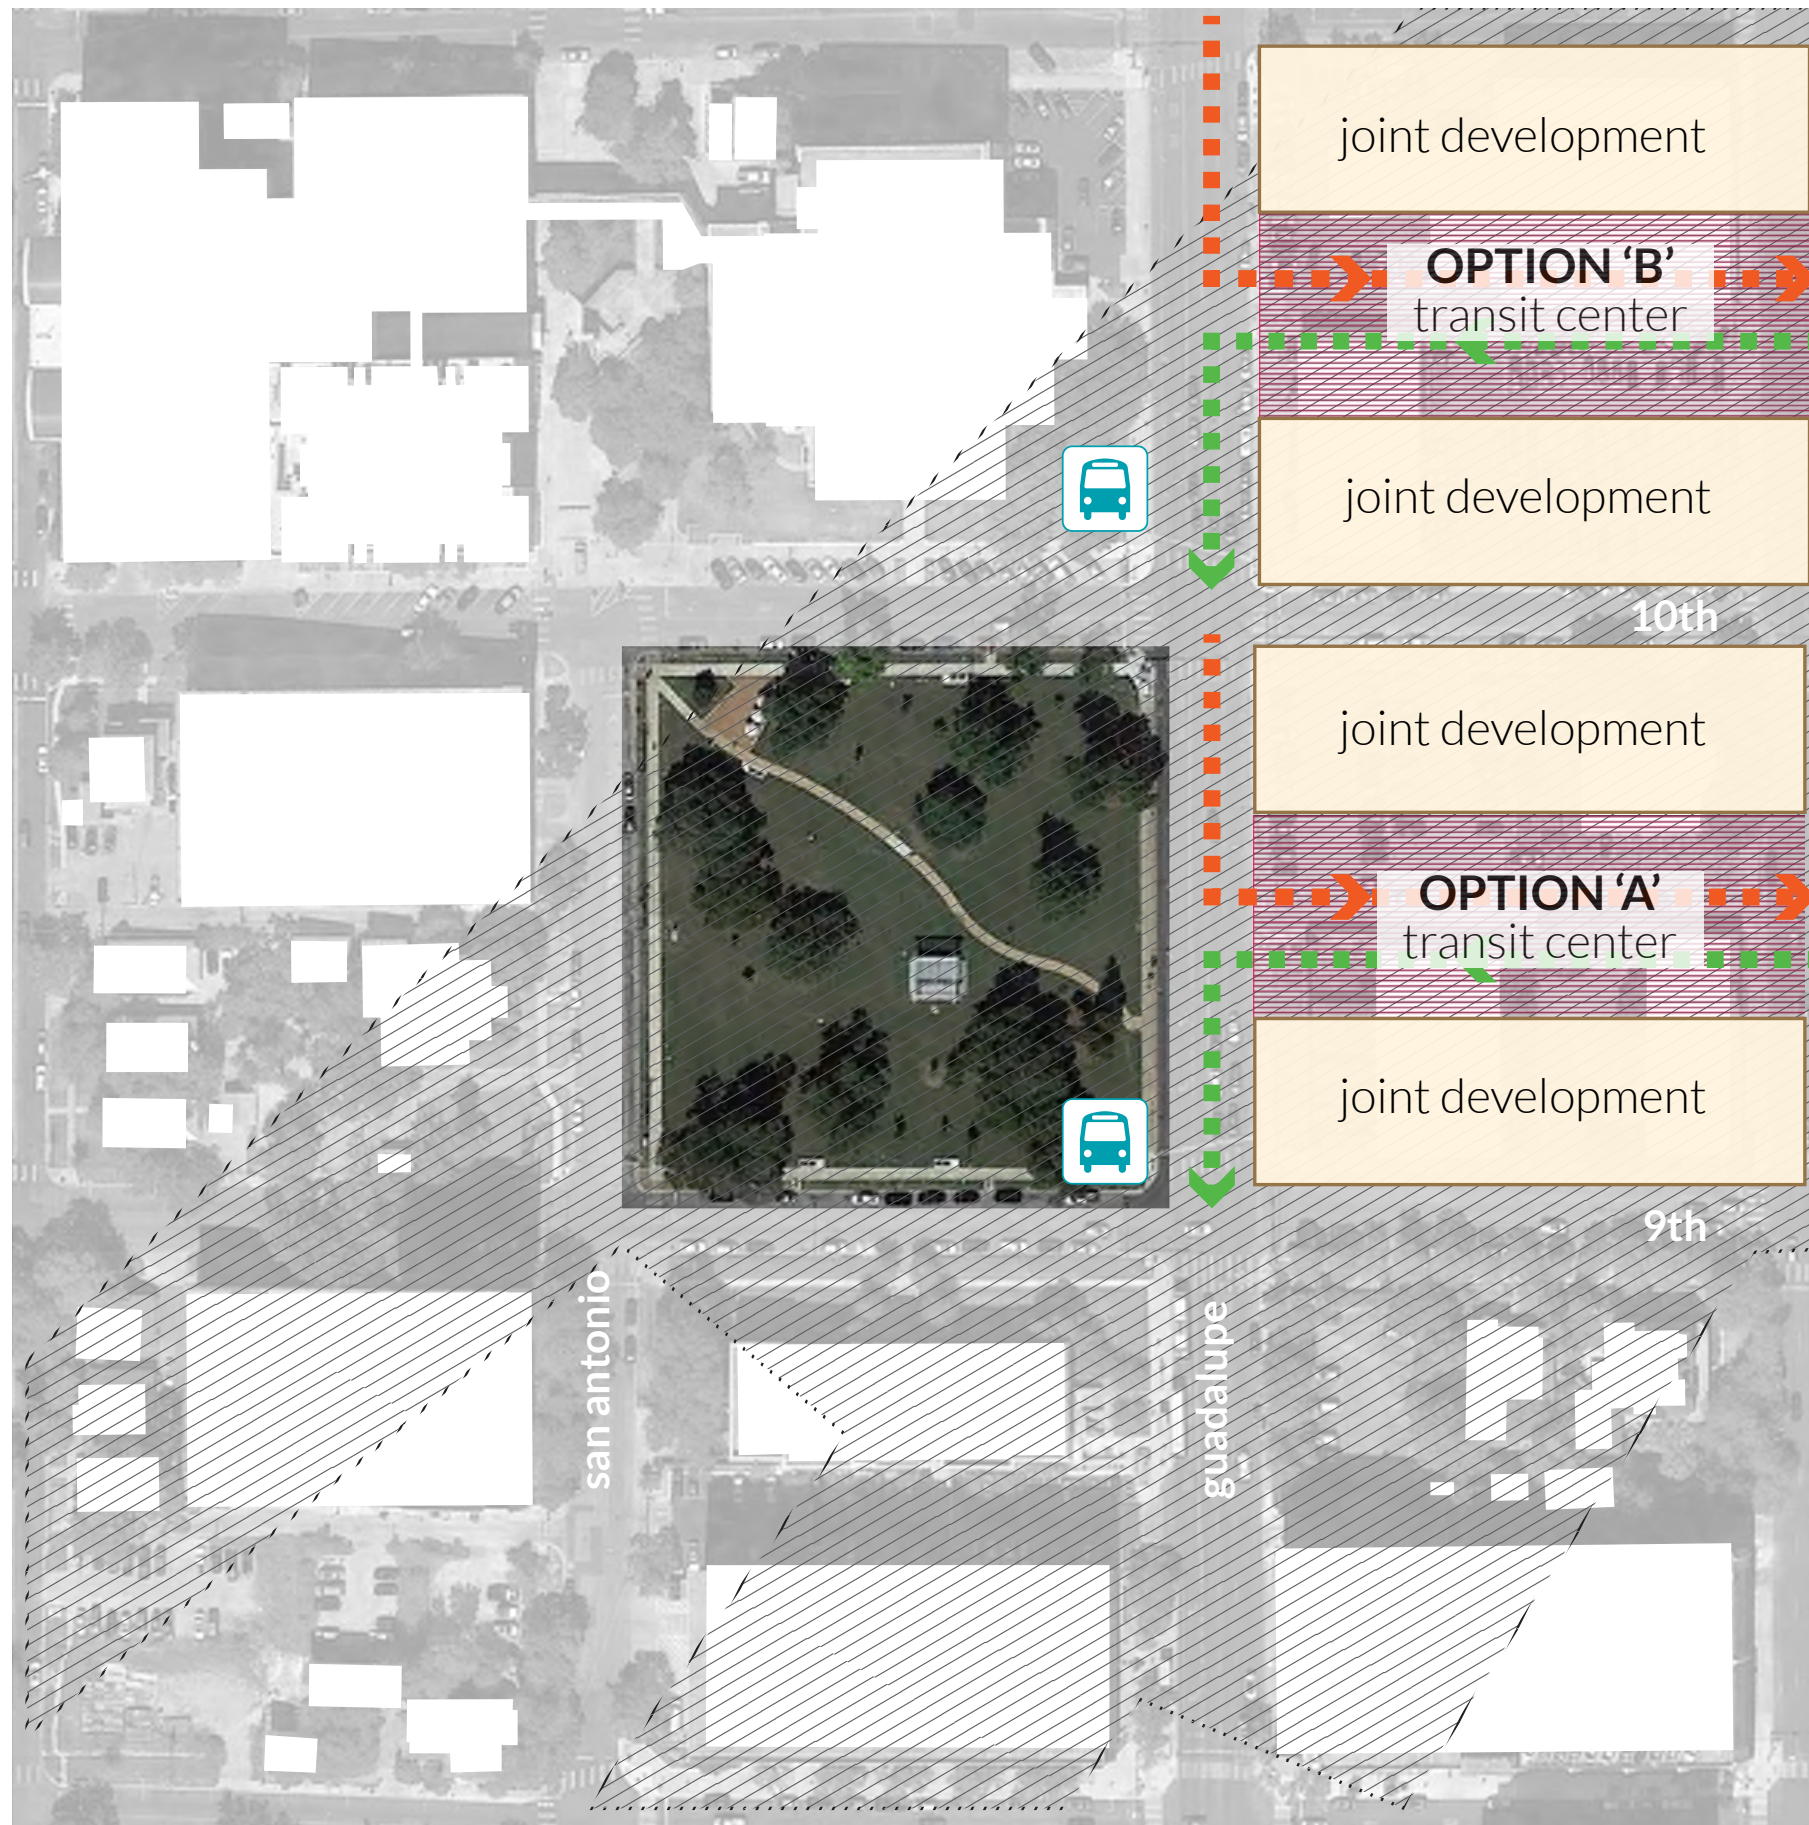 joint development
OPTION ‘B’
transit center
joint development
10th
joint development
OPTION ‘A’
transit center
joint development
9th
san antonio
guadalupe